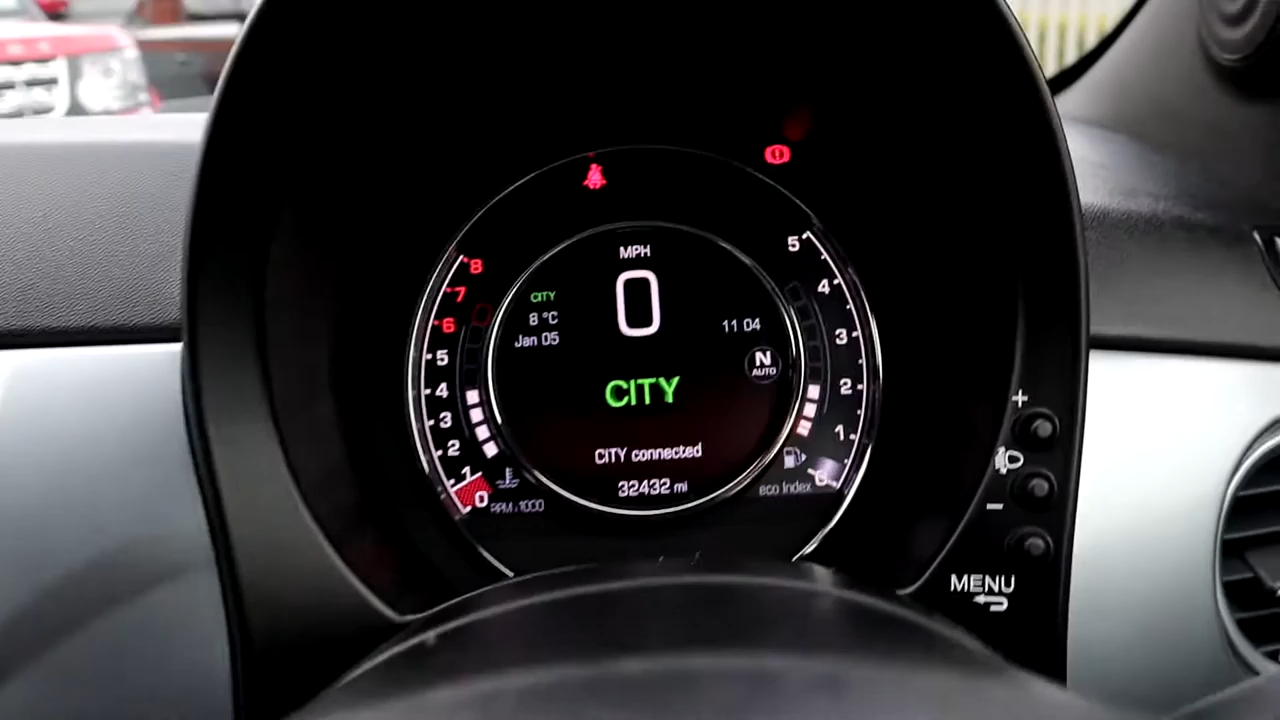 MPH
0
CITY
8 °C
Jan 05
11 04
N
AUTO
CITY
CITY connected
32432 mi
8
7
6
5
4
3
2
1
0
RPM x1000
5
4
3
2
1
0
eco Index
+
-
MENU